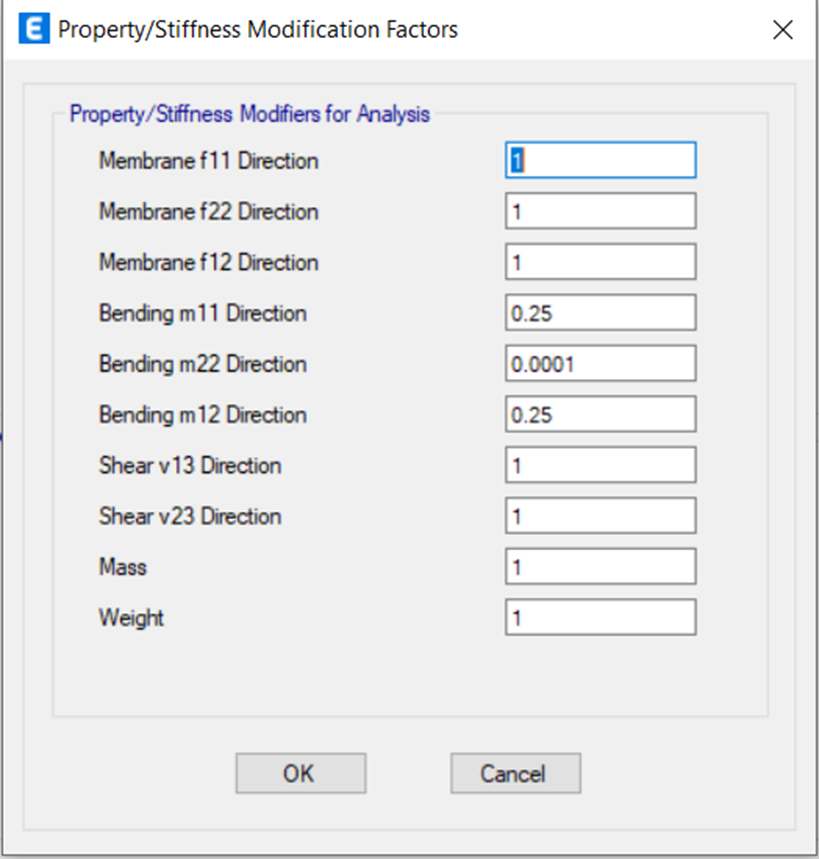 E Property/Stiffness Modification Factors
Property/Stiffness Modifiers for Analysis
Membrane f11 Direction 1
Membrane f22 Direction 1
Membrane f12 Direction 1
Bending m11 Direction 0.25
Bending m22 Direction 0.0001
Bending m12 Direction 0.25
Shear v13 Direction 1
Shear v23 Direction 1
Mass 1
Weight 1
OK Cancel